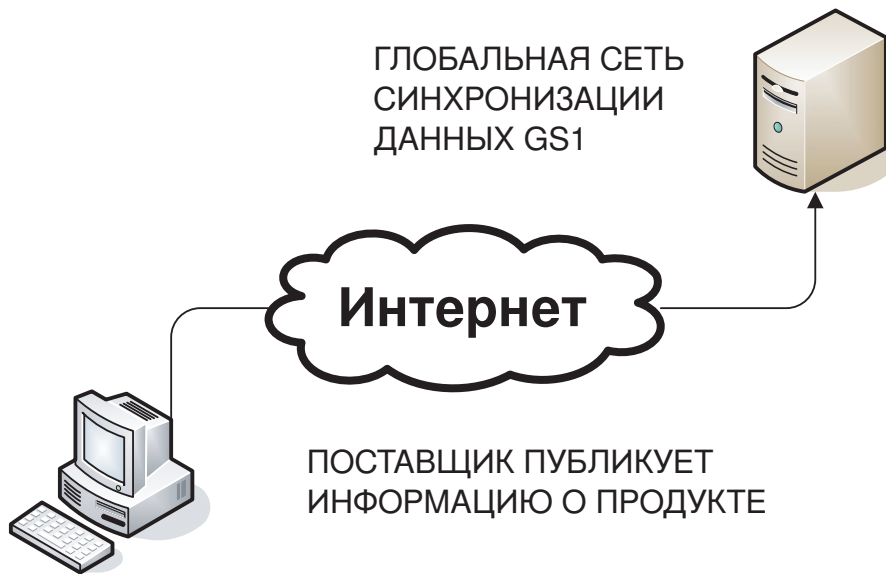 ГЛОБАЛЬНАЯ СЕТЬ
СИНХРОНИЗАЦИИ
ДАННЫХ GS1
Интернет
ПОСТАВЩИК ПУБЛИКУЕТ
ИНФОРМАЦИЮ О ПРОДУКТЕ